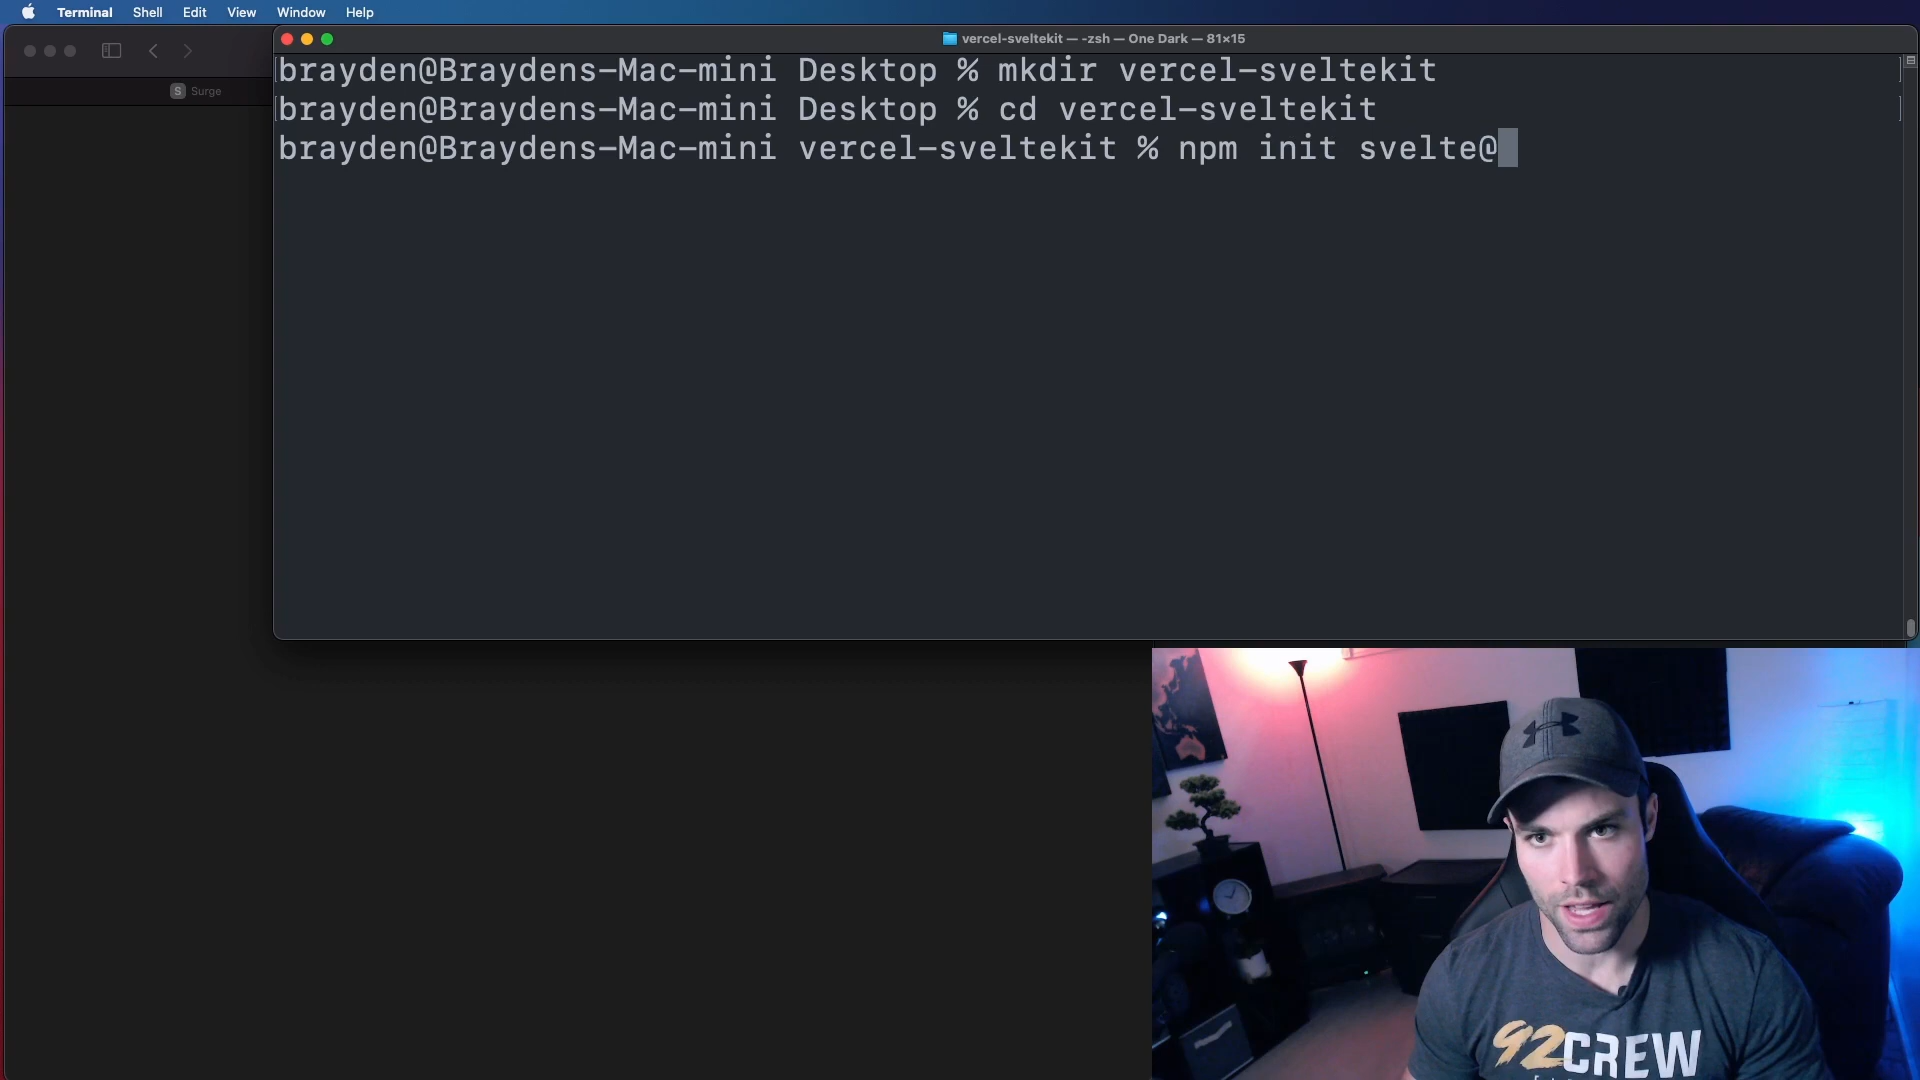 Terminal Shell Edit View Window Help
vercel-sveltekit — -zsh — One Dark — 81×15
S Surge
brayden@Braydens-Mac-mini Desktop % mkdir vercel-sveltekit
brayden@Braydens-Mac-mini Desktop % cd vercel-sveltekit
brayden@Braydens-Mac-mini vercel-sveltekit % npm init svelte@
92CREW